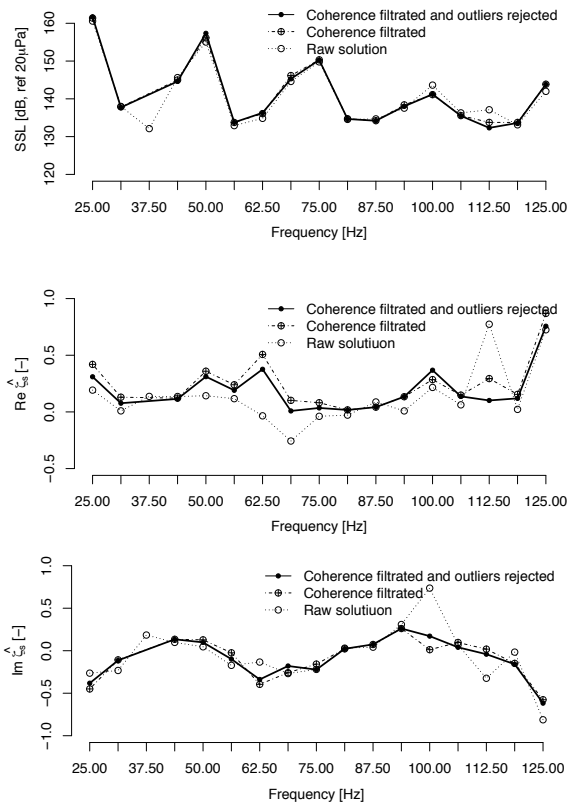 Coherence filtrated and outliers rejected
Coherence filtrated
Raw solution
SSL [dB, ref 20μPa]
160
150
140
130
120
25.00 37.50 50.00 62.50 75.00 87.50 100.00 112.50 125.00
Frequency [Hz]
Coherence filtrated and outliers rejected
Coherence filtrated
Raw solutiuon
Re ζ̂s [−]
1.0
0.5
0.0
−0.5
25.00 37.50 50.00 62.50 75.00 87.50 100.00 112.50 125.00
Frequency [Hz]
Coherence filtrated and outliers rejected
Coherence filtrated
Raw solutiuon
Im ζ̂s [−]
1.0
0.5
0.0
−0.5
−1.0
25.00 37.50 50.00 62.50 75.00 87.50 100.00 112.50 125.00
Frequency [Hz]